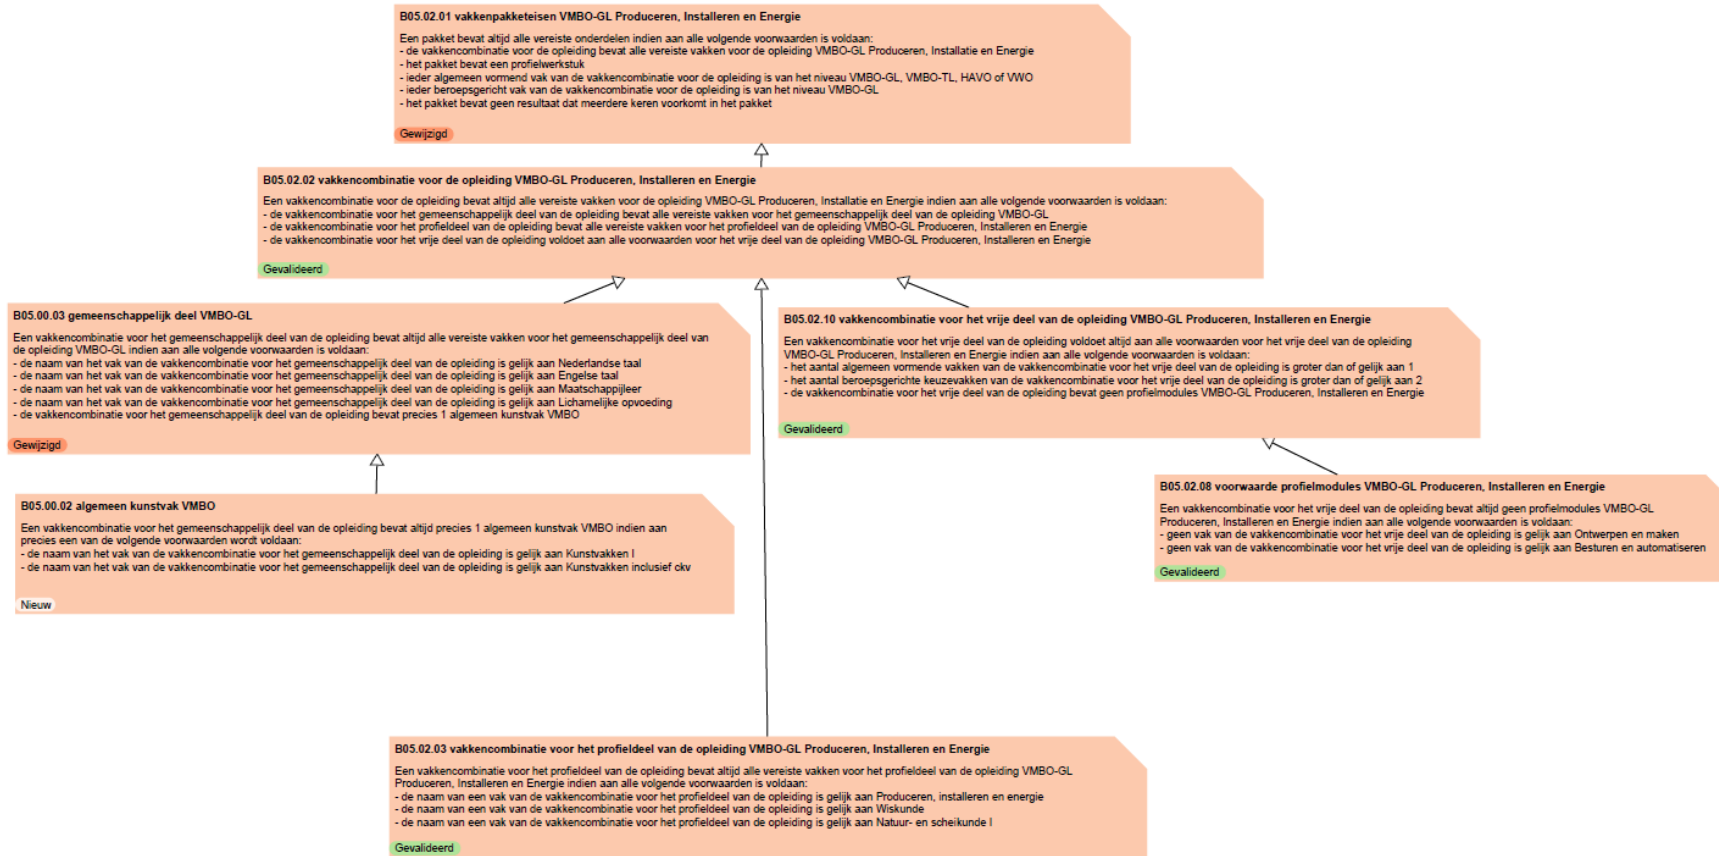 B05.02.01 vakkenpakketeisen VMBO-GL Produceren, Installeren en Energie
Een pakket bevat altijd alle vereiste onderdelen indien aan alle volgende voorwaarden is voldaan:
- de vakkencombinatie voor de opleiding bevat alle vereiste vakken voor de opleiding VMBO-GL Produceren, Installatie en Energie
- het pakket bevat een profielwerkstuk
- ieder algemeen vormend vak van de vakkencombinatie voor de opleiding is van het niveau VMBO-GL, VMBO-TL, HAVO of VWO
- ieder beroepsgericht vak van de vakkencombinatie voor de opleiding is van het niveau VMBO-GL
- het pakket bevat geen resultaat dat meerdere keren voorkomt in het pakket
Gewijzigd
B05.02.02 vakkencombinatie voor de opleiding VMBO-GL Produceren, Installeren en Energie
Een vakkencombinatie voor de opleiding bevat altijd alle vereiste vakken voor de opleiding VMBO-GL Produceren, Installatie en Energie indien aan alle volgende voorwaarden is voldaan:
- de vakkencombinatie voor het gemeenschappelijk deel van de opleiding bevat alle vereiste vakken voor het gemeenschappelijk deel van de opleiding VMBO-GL
- de vakkencombinatie voor het profieldeel van de opleiding bevat alle vereiste vakken voor het profieldeel van de opleiding VMBO-GL Produceren, Installeren en Energie
- de vakkencombinatie voor het vrije deel van de opleiding voldoet aan alle voorwaarden voor het vrije deel van de opleiding VMBO-GL Produceren, Installeren en Energie
Gevalideerd
B05.00.03 gemeenschappelijk deel VMBO-GL
Een vakkencombinatie voor het gemeenschappelijk deel van de opleiding bevat altijd alle vereiste vakken voor het gemeenschappelijk deel van
de opleiding VMBO-GL indien aan alle volgende voorwaarden is voldaan:
- de naam van het vak van de vakkencombinatie voor het gemeenschappelijk deel van de opleiding is gelijk aan Nederlandse taal
- de naam van het vak van de vakkencombinatie voor het gemeenschappelijk deel van de opleiding is gelijk aan Engelse taal
- de naam van het vak van de vakkencombinatie voor het gemeenschappelijk deel van de opleiding is gelijk aan Maatschappijleer
- de naam van het vak van de vakkencombinatie voor het gemeenschappelijk deel van de opleiding is gelijk aan Lichamelijke opvoeding
- de vakkencombinatie voor het gemeenschappelijk deel van de opleiding bevat precies 1 algemeen kunstvak VMBO
Gewijzigd
B05.02.10 vakkencombinatie voor het vrije deel van de opleiding VMBO-GL Produceren, Installeren en Energie
Een vakkencombinatie voor het vrije deel van de opleiding voldoet altijd aan alle voorwaarden voor het vrije deel van de opleiding
VMBO-GL Produceren, Installeren en Energie indien aan alle volgende voorwaarden is voldaan:
- het aantal algemeen vormende vakken van de vakkencombinatie voor het vrije deel van de opleiding is groter dan of gelijk aan 1
- het aantal beroepsgerichte keuzevakken van de vakkencombinatie voor het vrije deel van de opleiding is groter dan of gelijk aan 2
- de vakkencombinatie voor het vrije deel van de opleiding bevat geen profielmodules VMBO-GL Produceren, Installeren en Energie
Gevalideerd
B05.00.02 algemeen kunstvak VMBO
Een vakkencombinatie voor het gemeenschappelijk deel van de opleiding bevat altijd precies 1 algemeen kunstvak VMBO indien aan
precies een van de volgende voorwaarden wordt voldaan:
- de naam van het vak van de vakkencombinatie voor het gemeenschappelijk deel van de opleiding is gelijk aan Kunstvakken I
- de naam van het vak van de vakkencombinatie voor het gemeenschappelijk deel van de opleiding is gelijk aan Kunstvakken inclusief ckv
Nieuw
B05.02.08 voorwaarde profielmodules VMBO-GL Produceren, Installeren en Energie
Een vakkencombinatie voor het vrije deel van de opleiding bevat altijd geen profielmodules VMBO-GL
Produceren, Installeren en Energie indien aan alle volgende voorwaarden is voldaan:
- geen vak van de vakkencombinatie voor het vrije deel van de opleiding is gelijk aan Ontwerpen en maken
- geen vak van de vakkencombinatie voor het vrije deel van de opleiding is gelijk aan Besturen en automatiseren
Gevalideerd
B05.02.03 vakkencombinatie voor het profieldeel van de opleiding VMBO-GL Produceren, Installeren en Energie
Een vakkencombinatie voor het profieldeel van de opleiding bevat altijd alle vereiste vakken voor het profieldeel van de opleiding VMBO-GL
Produceren, Installeren en Energie indien aan alle volgende voorwaarden is voldaan:
- de naam van een vak van de vakkencombinatie voor het profieldeel van de opleiding is gelijk aan Produceren, installeren en energie
- de naam van een vak van de vakkencombinatie voor het profieldeel van de opleiding is gelijk aan Wiskunde
- de naam van een vak van de vakkencombinatie voor het profieldeel van de opleiding is gelijk aan Natuur- en scheikunde I
Gevalideerd